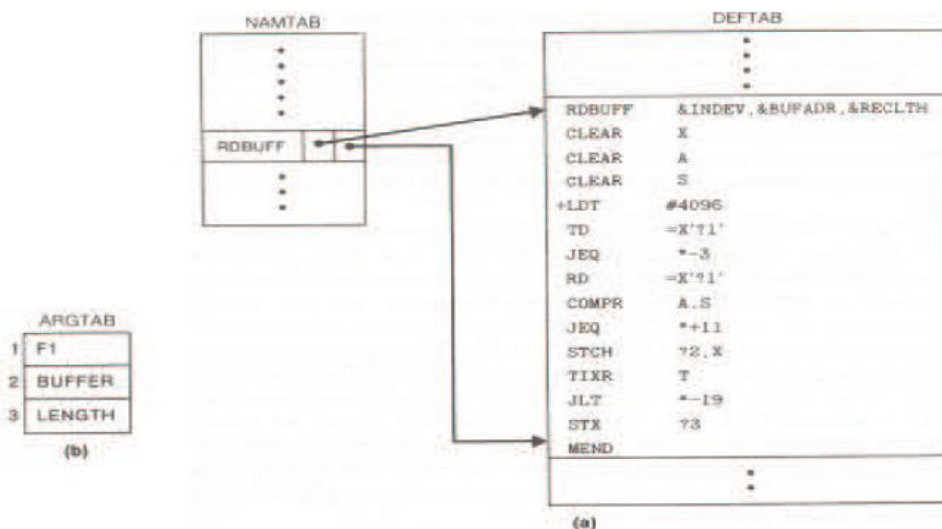 NAMTAB
DEFTAB
RDBUFF
RDBUFF &INDEV,&BUFADR,&RECLTH
CLEAR X
CLEAR A
CLEAR S
+LDT #4096
TD =X'?1'
JEQ *-3
RD =X'?1'
COMPR A.S
JEQ *+11
STCH ?2,X
TIXR T
JLT *-19
STX ?3
MEND
(a)
ARGTAB
1 F1
2 BUFFER
3 LENGTH
(b)